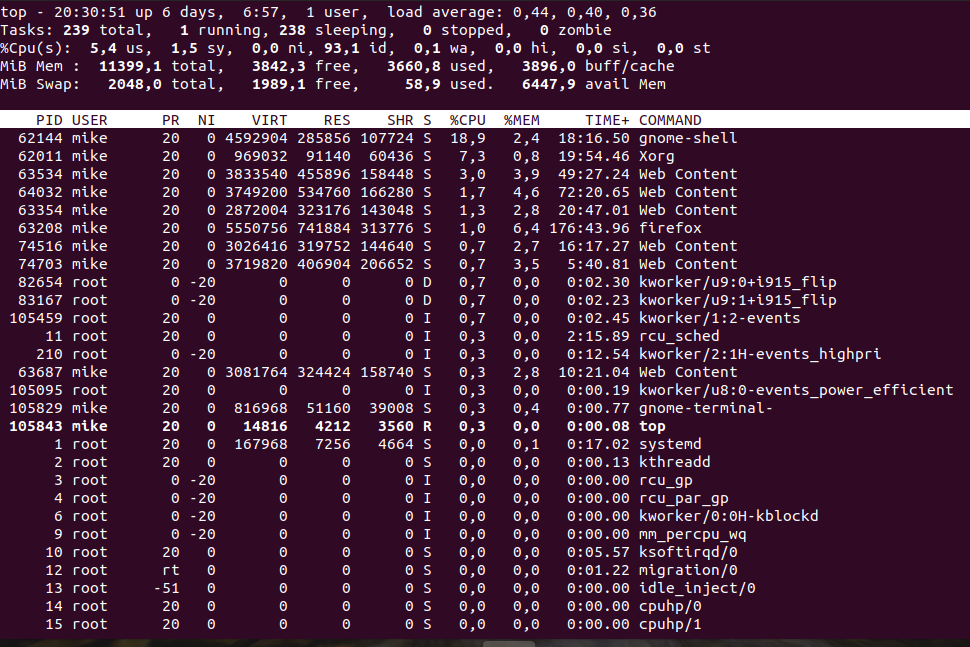 top - 20:30:51 up 6 days,  6:57,  1 user,  load average: 0,44, 0,40, 0,36
Tasks: 239 total,   1 running, 238 sleeping,   0 stopped,   0 zombie
%Cpu(s):  5,4 us,  1,5 sy,  0,0 ni, 93,1 id,  0,1 wa,  0,0 hi,  0,0 si,  0,0 st
MiB Mem :  11399,1 total,   3842,3 free,   3660,8 used,   3896,0 buff/cache
MiB Swap:   2048,0 total,   1989,1 free,     58,9 used.   6447,9 avail Mem
PID USER      PR  NI    VIRT    RES    SHR S  %CPU  %MEM     TIME+ COMMAND
62144 mike      20   0 4592904 285856 107724 S  18,9   2,4  18:16.50 gnome-shell
62011 mike      20   0  969032  91140  60436 S   7,3   0,8  19:54.46 Xorg
63534 mike      20   0 3833540 455896 158448 S   3,0   3,9  49:27.24 Web Content
64032 mike      20   0 3749200 534760 166280 S   1,7   4,6  72:20.65 Web Content
63354 mike      20   0 2872004 323176 143048 S   1,3   2,8  20:47.01 Web Content
63208 mike      20   0 5550756 741884 313776 S   1,0   6,4 176:43.96 firefox
74516 mike      20   0 3026416 319752 144640 S   0,7   2,7  16:17.27 Web Content
74703 mike      20   0 3719820 406904 206652 S   0,7   3,5   5:40.81 Web Content
82654 root       0 -20       0      0      0 D   0,7   0,0   0:02.30 kworker/u9:0+i915_flip
83167 root       0 -20       0      0      0 D   0,7   0,0   0:02.23 kworker/u9:1+i915_flip
105459 root      20   0       0      0      0 I   0,7   0,0   0:02.45 kworker/1:2-events
11 root      20   0       0      0      0 I   0,3   0,0   2:15.89 rcu_sched
210 root       0 -20       0      0      0 I   0,3   0,0   0:12.54 kworker/2:1H-events_highpri
63687 mike      20   0 3081764 324424 158740 S   0,3   2,8  10:21.04 Web Content
105095 root      20   0       0      0      0 I   0,3   0,0   0:00.19 kworker/u8:0-events_power_efficient
105829 mike      20   0  816968  51160  39008 S   0,3   0,4   0:00.77 gnome-terminal-
105843 mike      20   0   14816   4212   3560 R   0,3   0,0   0:00.08 top
1 root      20   0  167968   7256   4664 S   0,0   0,1   0:17.02 systemd
2 root      20   0       0      0      0 S   0,0   0,0   0:00.13 kthreadd
3 root       0 -20       0      0      0 I   0,0   0,0   0:00.00 rcu_gp
4 root       0 -20       0      0      0 I   0,0   0,0   0:00.00 rcu_par_gp
6 root       0 -20       0      0      0 I   0,0   0,0   0:00.00 kworker/0:0H-kblockd
9 root       0 -20       0      0      0 I   0,0   0,0   0:00.00 mm_percpu_wq
10 root      20   0       0      0      0 S   0,0   0,0   0:05.57 ksoftirqd/0
12 root      rt   0       0      0      0 S   0,0   0,0   0:01.22 migration/0
13 root     -51   0       0      0      0 S   0,0   0,0   0:00.00 idle_inject/0
14 root      20   0       0      0      0 S   0,0   0,0   0:00.00 cpuhp/0
15 root      20   0       0      0      0 S   0,0   0,0   0:00.00 cpuhp/1